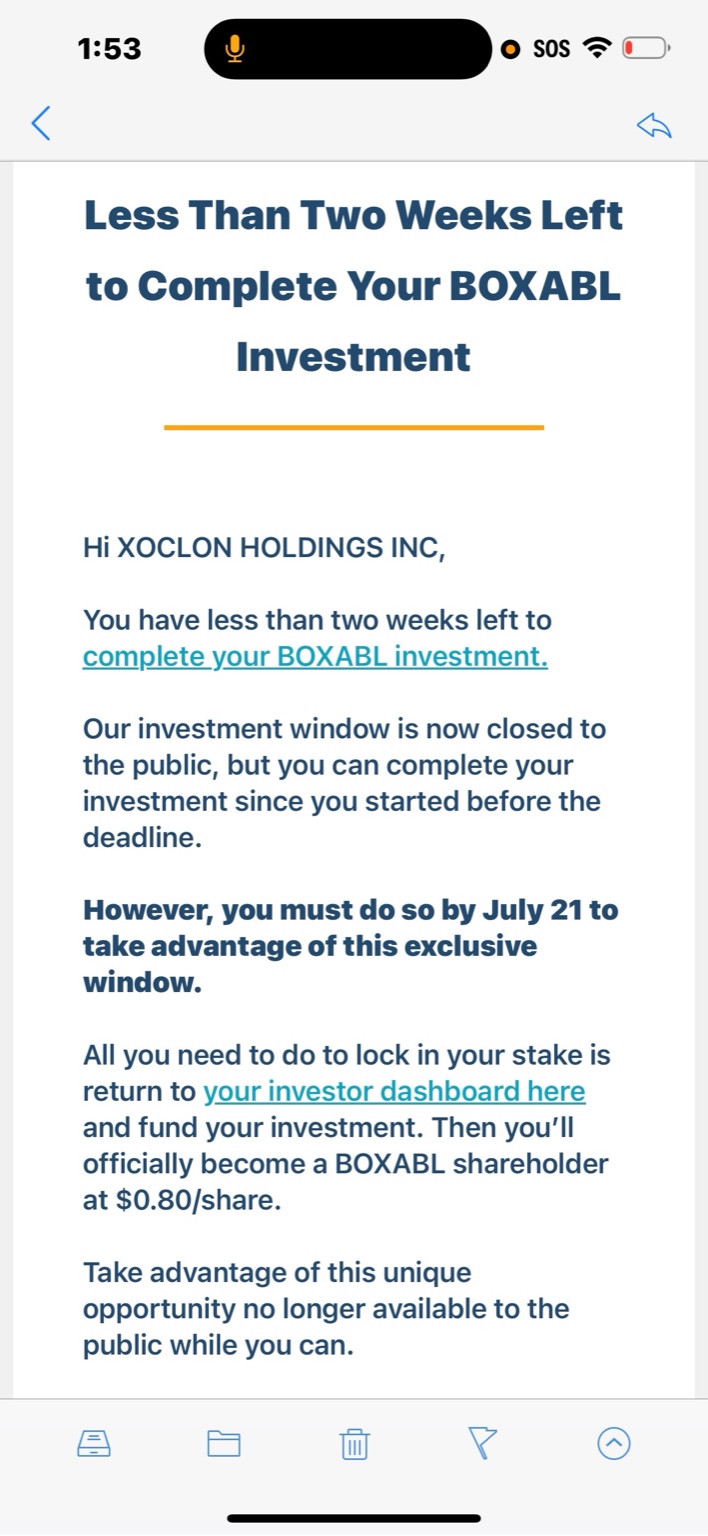 1:53
SOS
Less Than Two Weeks Left
to Complete Your BOXABL
Investment
Hi XOCLON HOLDINGS INC,
You have less than two weeks left to
complete your BOXABL investment.
Our investment window is now closed to
the public, but you can complete your
investment since you started before the
deadline.
However, you must do so by July 21 to
take advantage of this exclusive
window.
All you need to do to lock in your stake is
return to your investor dashboard here
and fund your investment. Then you’ll
officially become a BOXABL shareholder
at $0.80/share.
Take advantage of this unique
opportunity no longer available to the
public while you can.